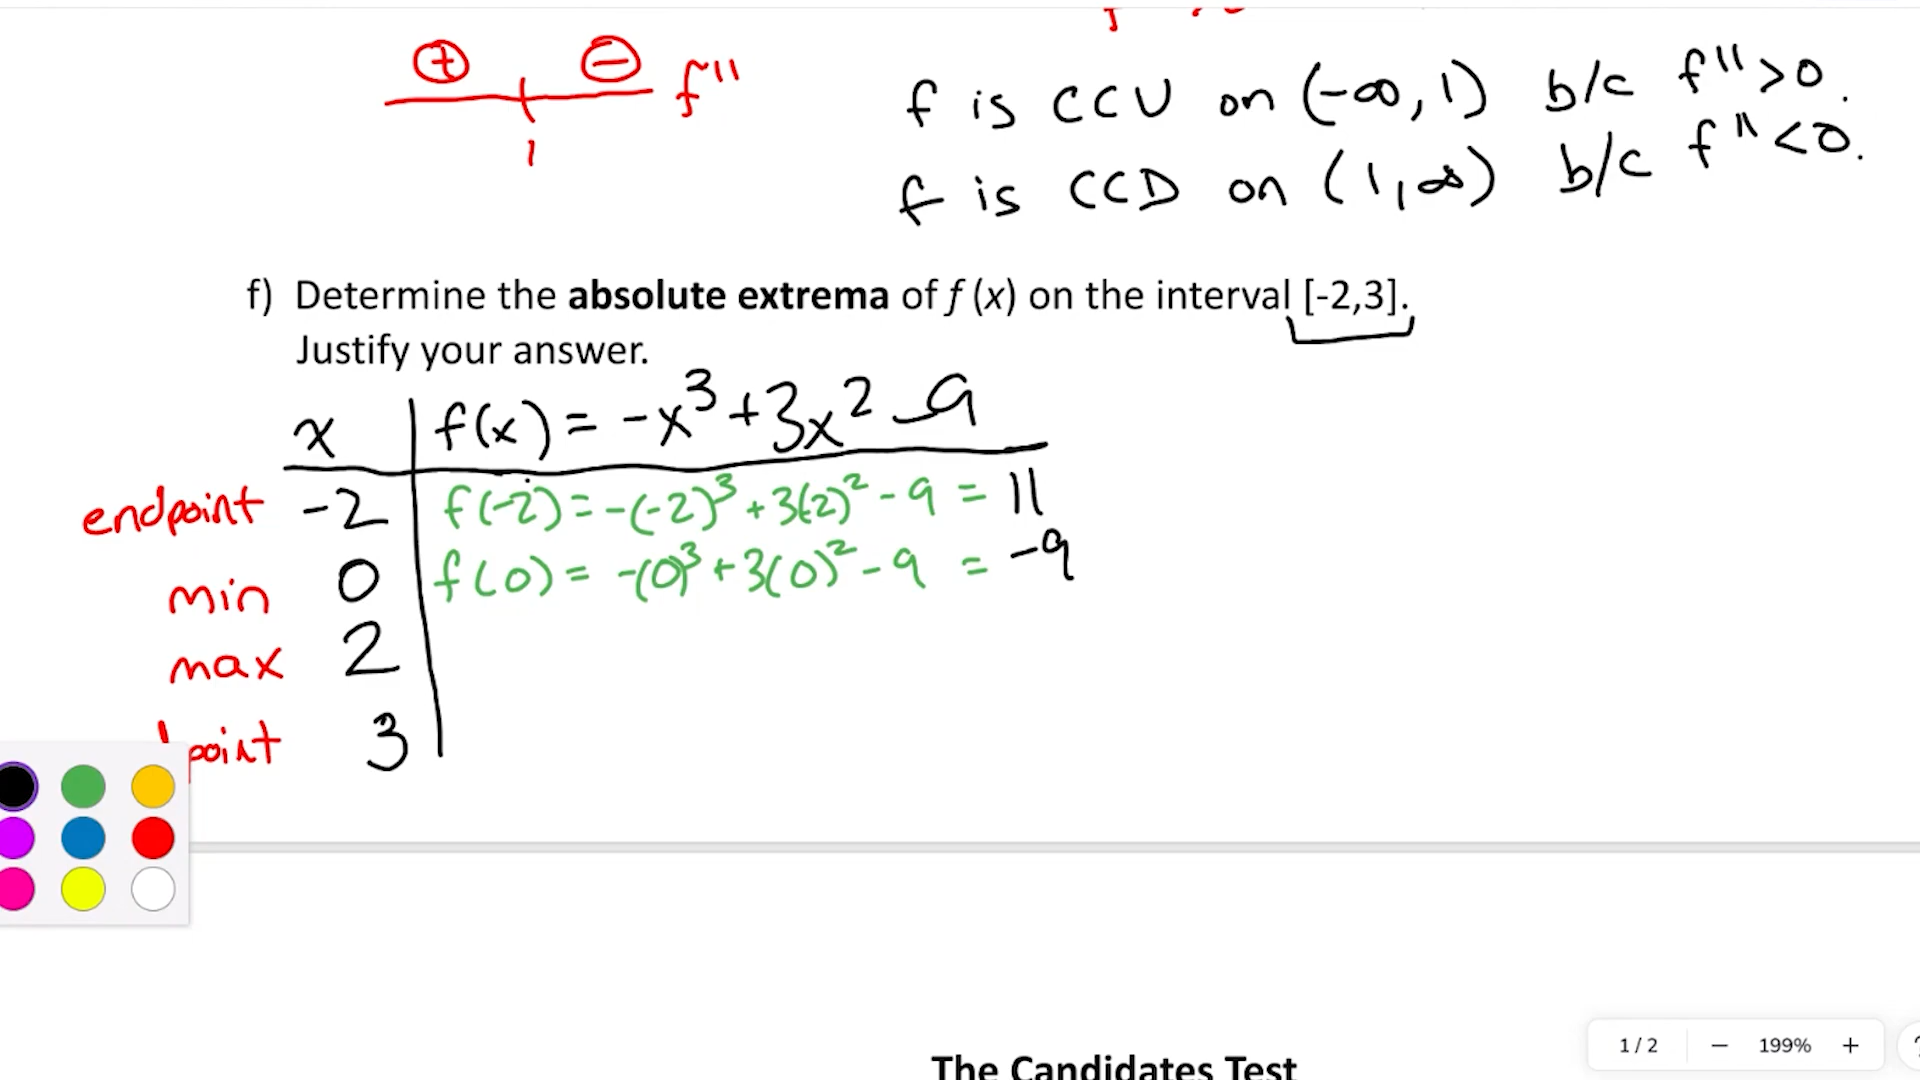 + − f''
1
f is CCU on (-∞, 1) b/c f''>0.
f is CCD on (1,∞) b/c f''<0.
f) Determine the absolute extrema of f (x) on the interval [-2,3].
Justify your answer.
x f(x) = -x³+3x²-9
endpoint -2 f(-2)=-(-2)³+3(2)²-9 = 11
min 0 f(0)= -(0)³+3(0)²-9 = -9
max 2
point 3
The Candidates Test
1/2 − 199% +